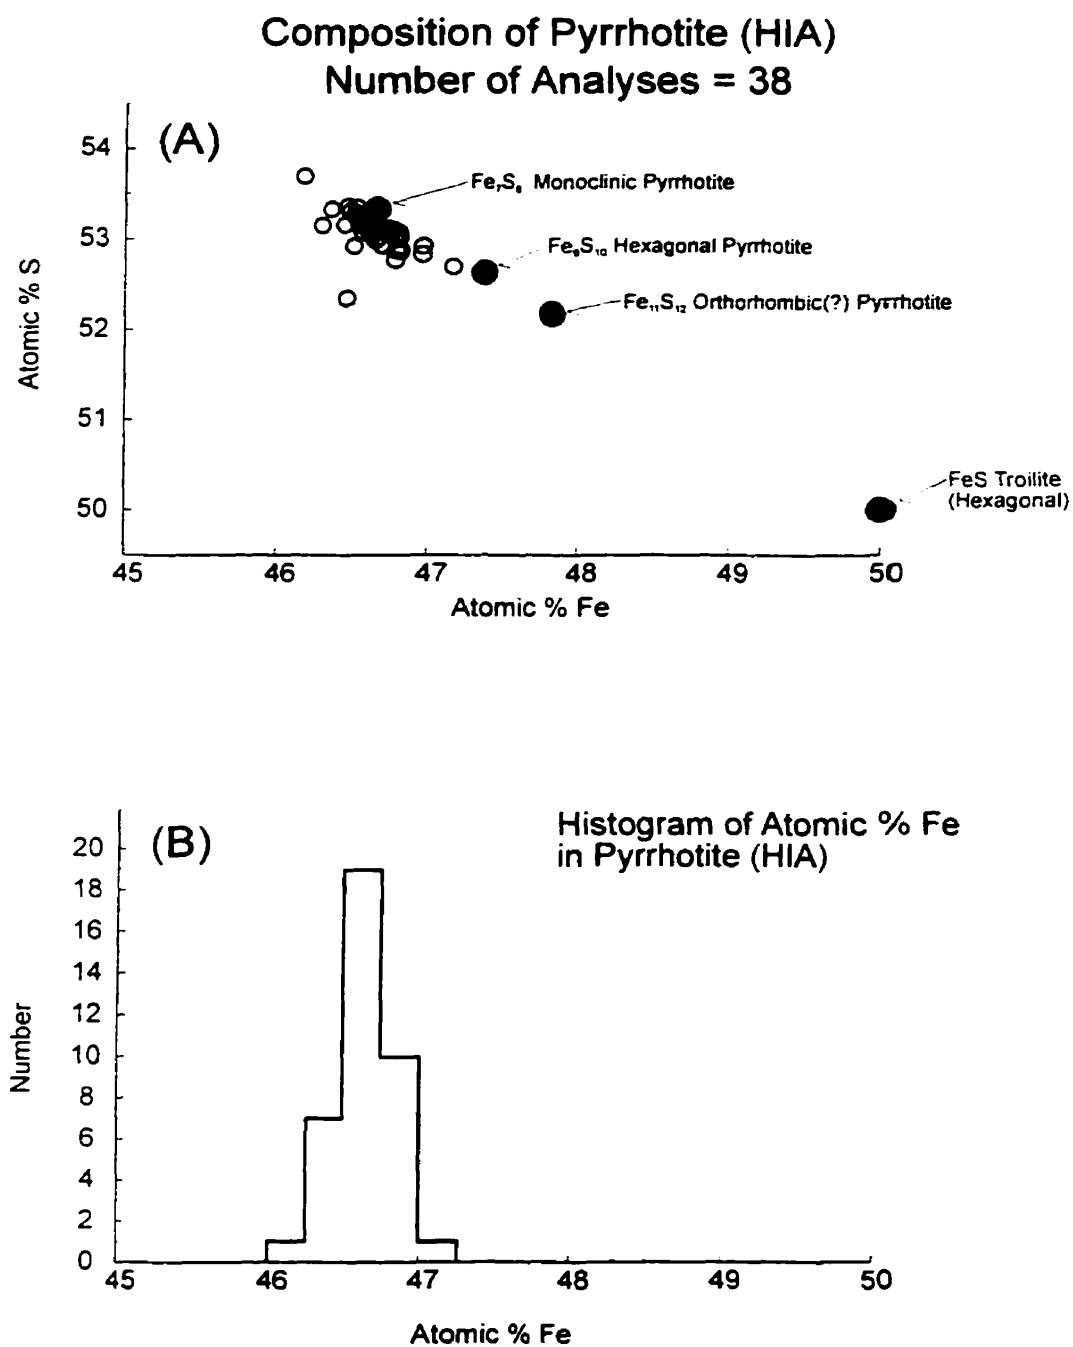 Composition of Pyrrhotite (HIA)
Number of Analyses = 38
(A)
54
53
52
51
50
Atomic % S
Fe₇S₈ Monoclinic Pyrrhotite
Fe₉S₁₀ Hexagonal Pyrrhotite
Fe₁₁S₁₂ Orthorhombic(?) Pyrrhotite
FeS Troilite
(Hexagonal)
45 46 47 48 49 50
Atomic % Fe
(B)
Histogram of Atomic % Fe
in Pyrrhotite (HIA)
20
18
16
14
12
10
8
6
4
2
0
Number
45 46 47 48 49 50
Atomic % Fe